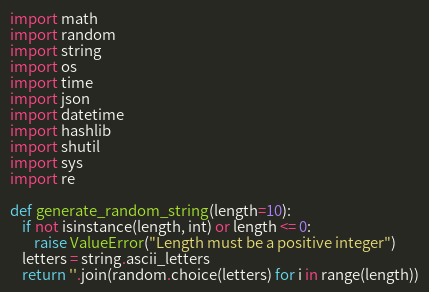 import math
import random
import string
import os
import time
import json
import datetime
import hashlib
import shutil
import sys
import re

def generate_random_string(length=10):
    if not isinstance(length, int) or length <= 0:
        raise ValueError("Length must be a positive integer")
    letters = string.ascii_letters
    return ''.join(random.choice(letters) for i in range(length))